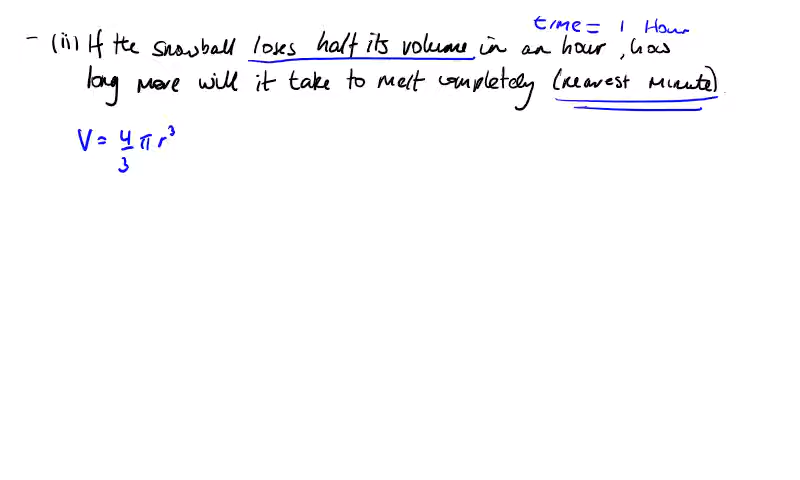 time = 1 Hour
- (ii) If the snowball loses half its volume in an hour, how
long more will it take to melt completely (nearest minute).
V = 4/3 π r³